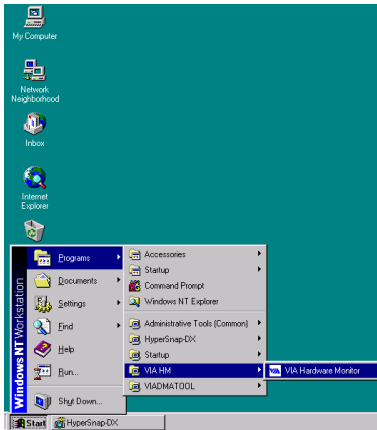 My Computer
Network
Neighborhood
Inbox
Internet
Explorer
Windows NT Workstation
Programs
Documents
Settings
Find
Help
Run...
Shut Down...
Accessories
Startup
Command Prompt
Windows NT Explorer
Administrative Tools (Common)
HyperSnap-DX
Startup
VIA HM
VIADMATOOL
VIA Hardware Monitor
Start
HyperSnap-DX